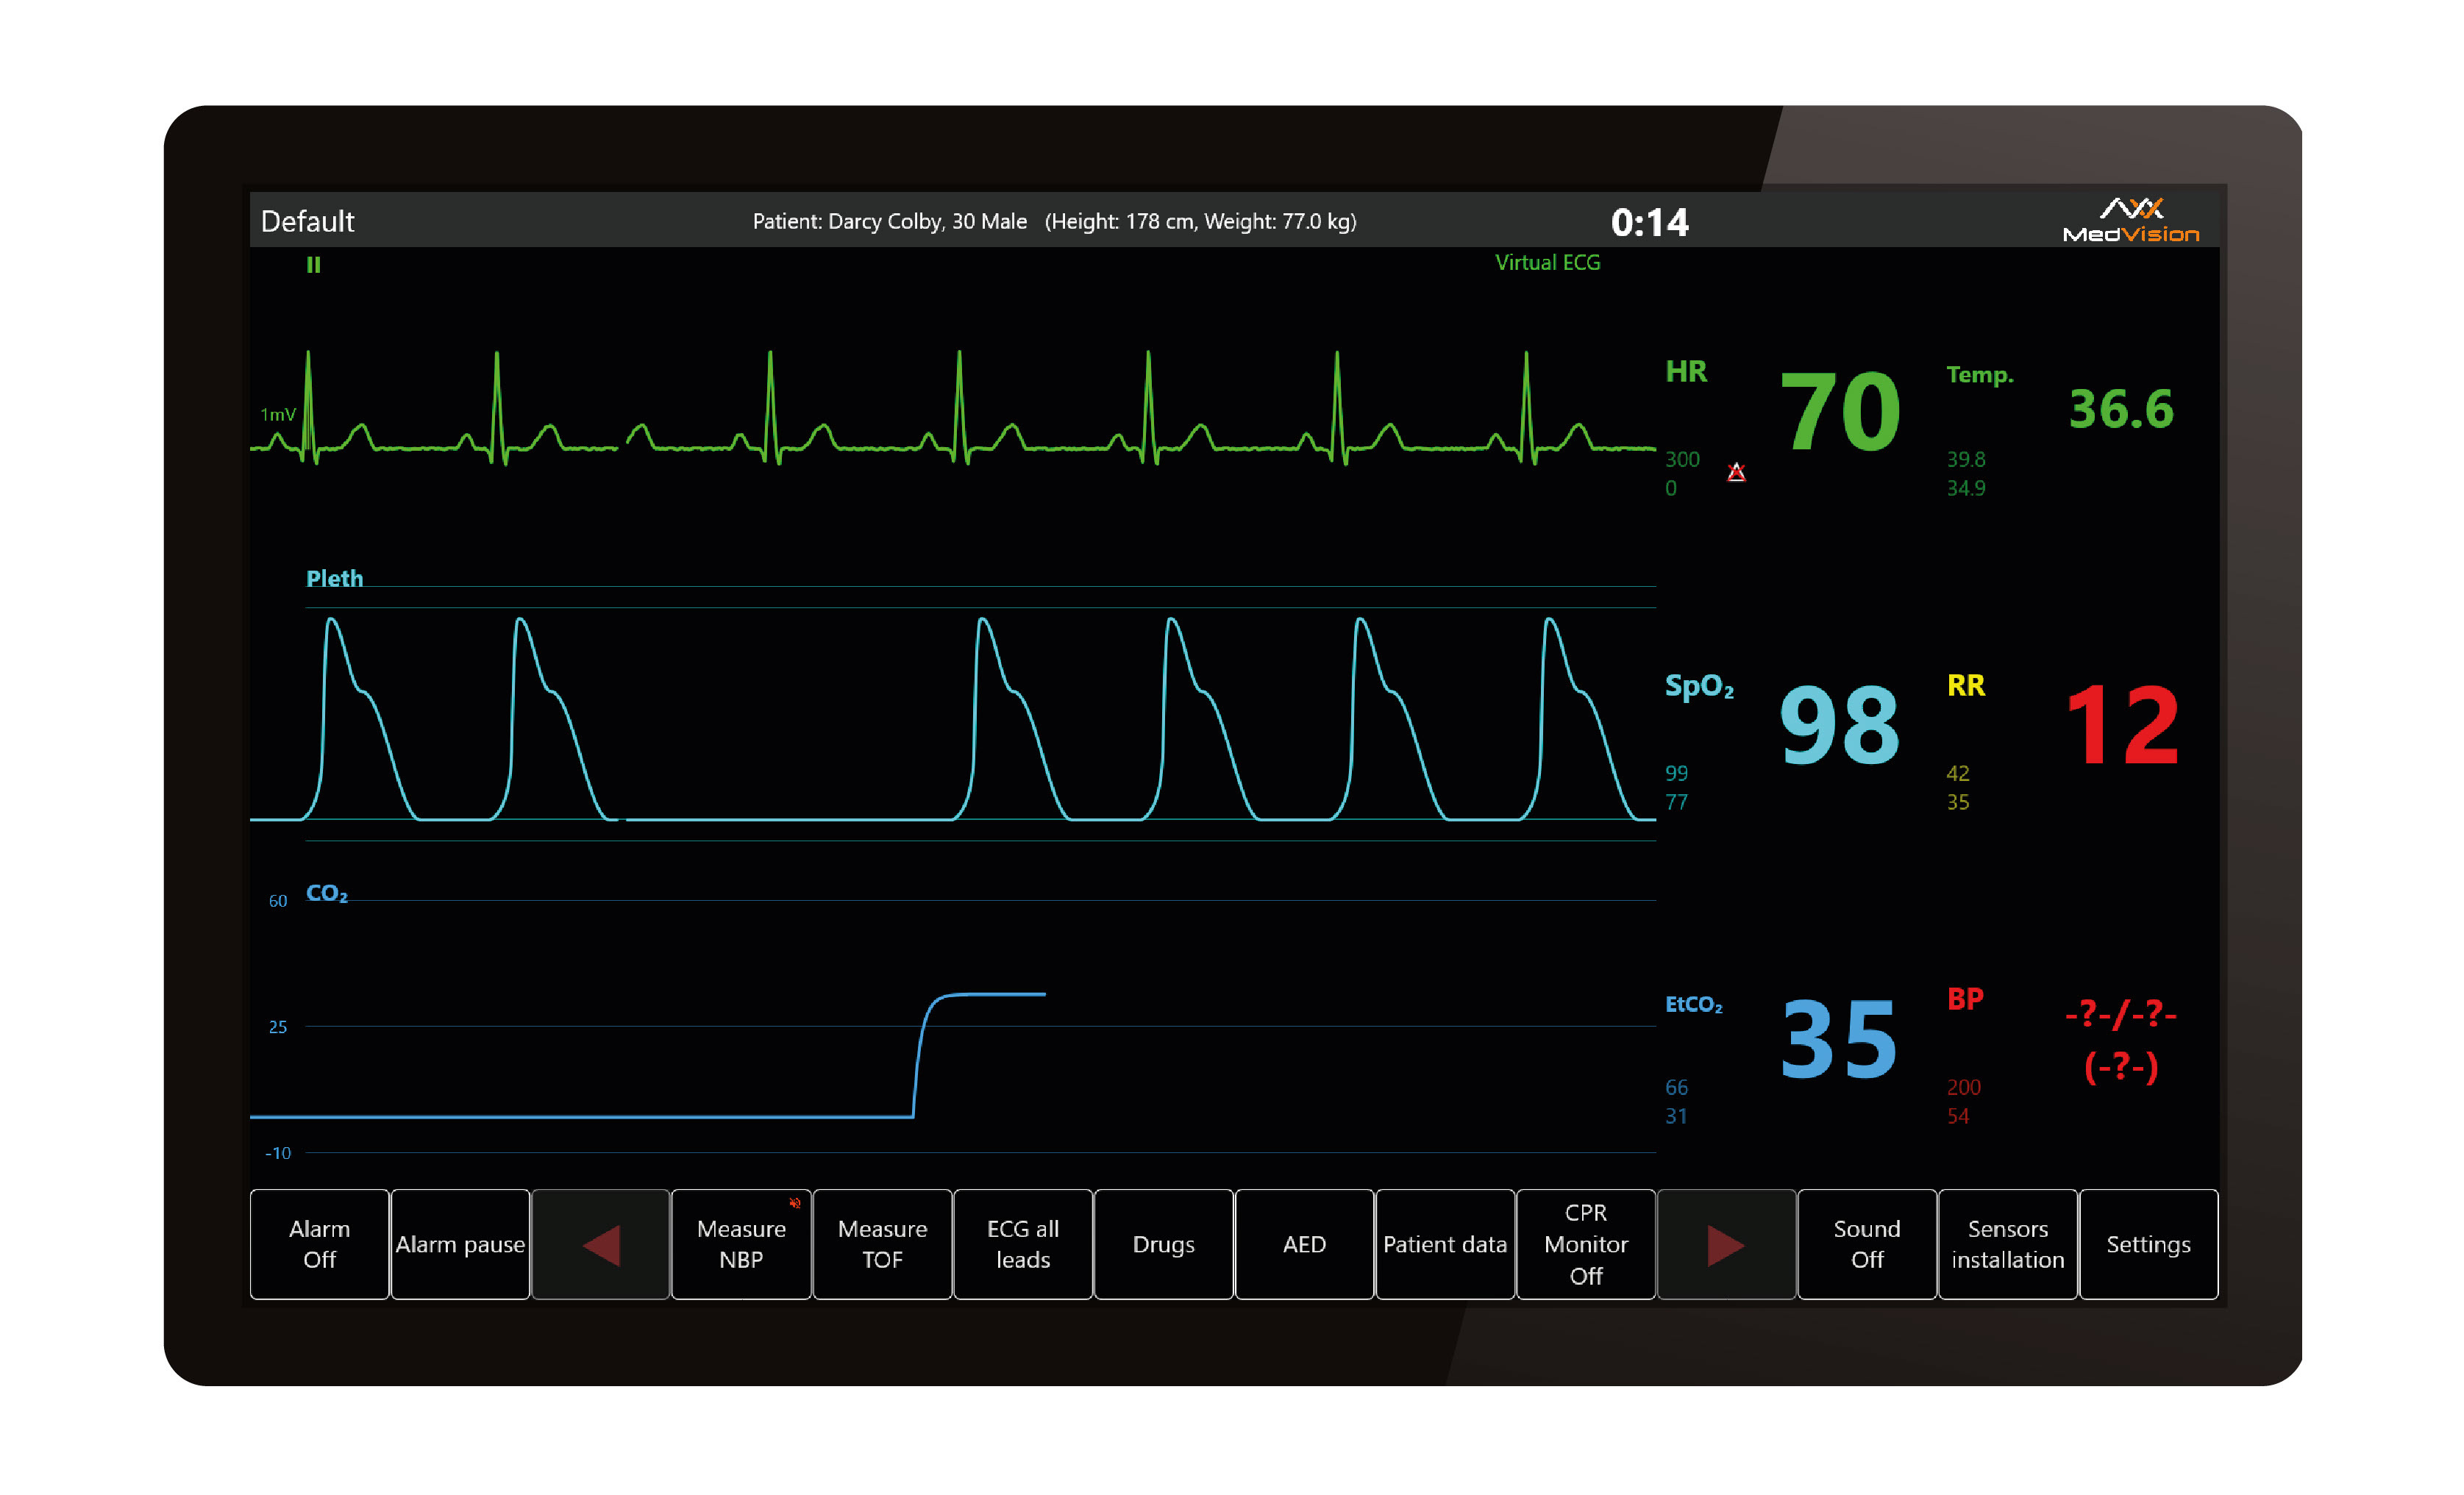 Default
Patient: Darcy Colby, 30 Male (Height: 178 cm, Weight: 77.0 kg)
0:14
MedVision
II
Virtual ECG
1mV
HR
70
300
0
Temp.
36.6
39.8
34.9
Pleth
SpO₂
98
99
77
RR
12
42
35
CO₂
60
25
-10
EtCO₂
35
66
31
BP
-?-/-?-
(-?-)
200
54
Alarm
Off
Alarm pause
Measure
NBP
Measure
TOF
ECG all
leads
Drugs
AED
Patient data
CPR
Monitor
Off
Sound
Off
Sensors
installation
Settings